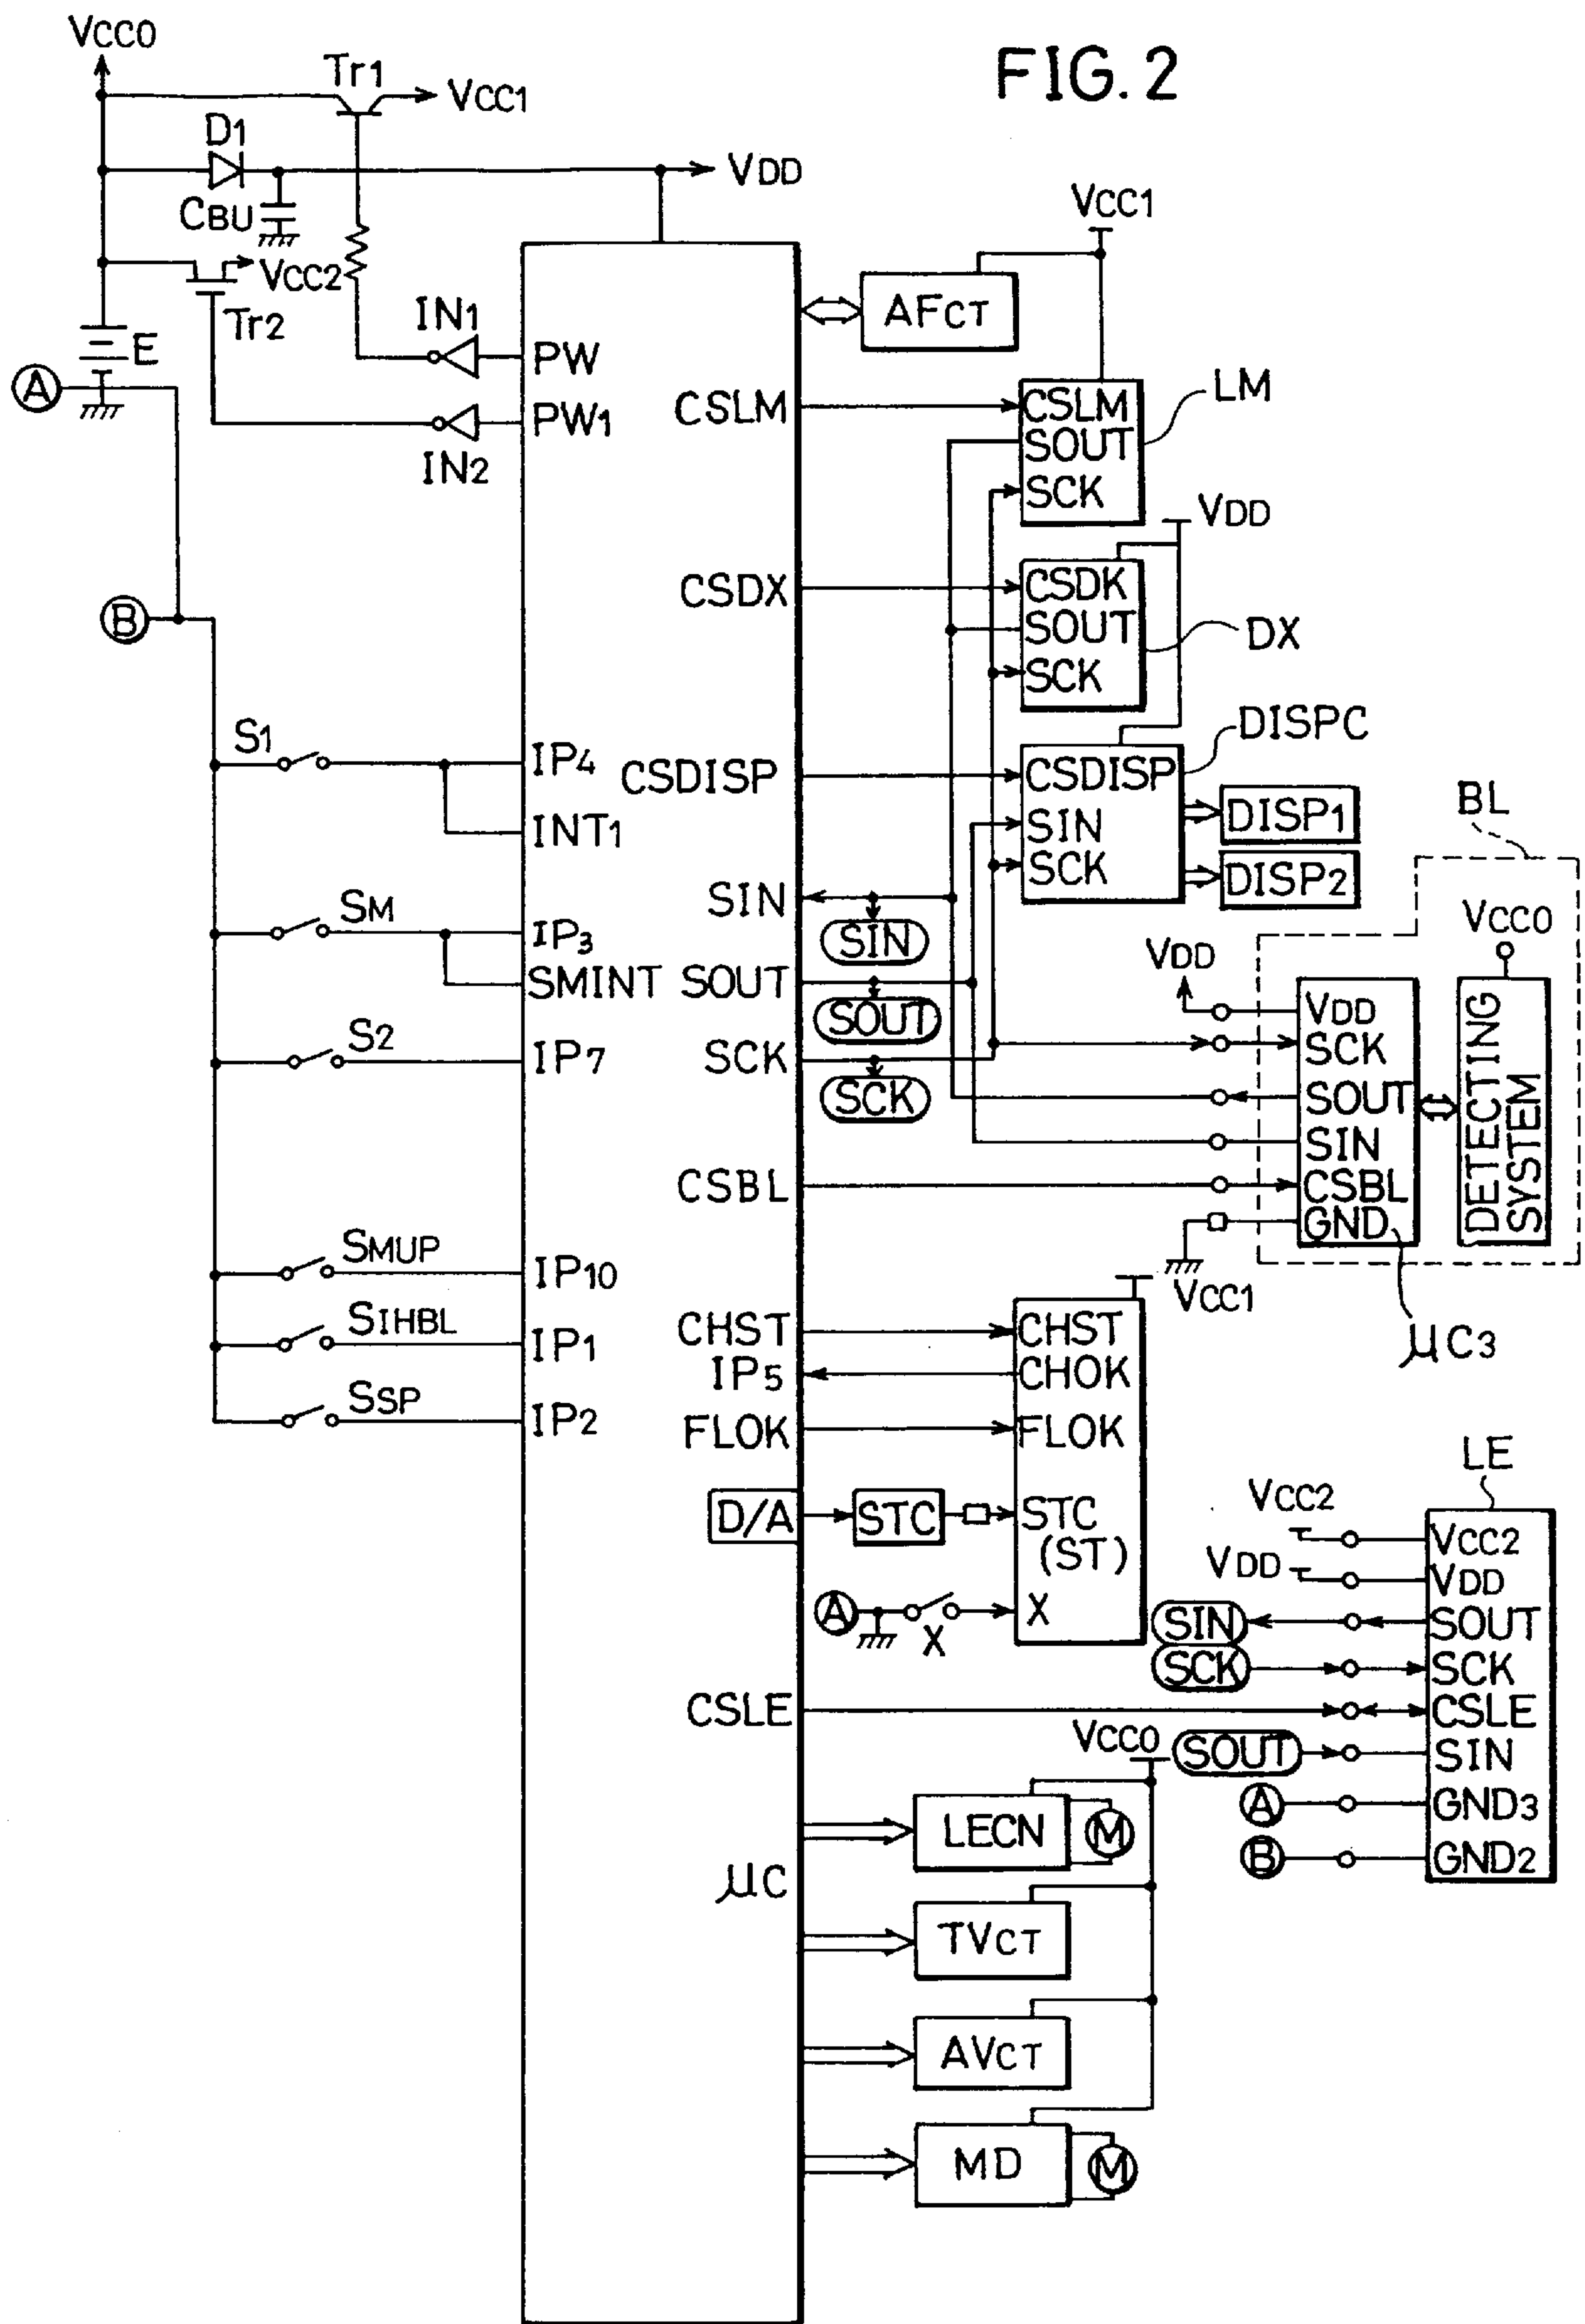 FIG. 2
VCC0
Tr1
VCC1
D1
VDD
CBU
VCC2
Tr2
E
A
IN1
PW
PW1
IN2
B
S1
IP4
INT1
SM
IP3
SMINT
S2
IP7
SMUP
IP10
SIHBL
IP1
SSP
IP2
VCC1
AFCT
CSLM
CSLM
SOUT
SCK
LM
VDD
CSDX
CSDK
SOUT
SCK
DX
DISPC
CSDISP
CSDISP
SIN
SCK
DISP1
DISP2
BL
SIN
SIN
SOUT
SOUT
SCK
SCK
VCC0
VDD
VDD
SCK
SOUT
SIN
CSBL
GND
DETECTING
SYSTEM
CSBL
µC3
VCC1
CHST
CHST
IP5
CHOK
FLOK
FLOK
D/A
STC
STC
(ST)
A
X
X
LE
VCC2
VCC2
VDD
VDD
SIN
SOUT
SCK
SCK
CSLE
CSLE
SOUT
SIN
A
GND3
B
GND2
VCC0
LECN
M
µC
TVCT
AVCT
MD
M